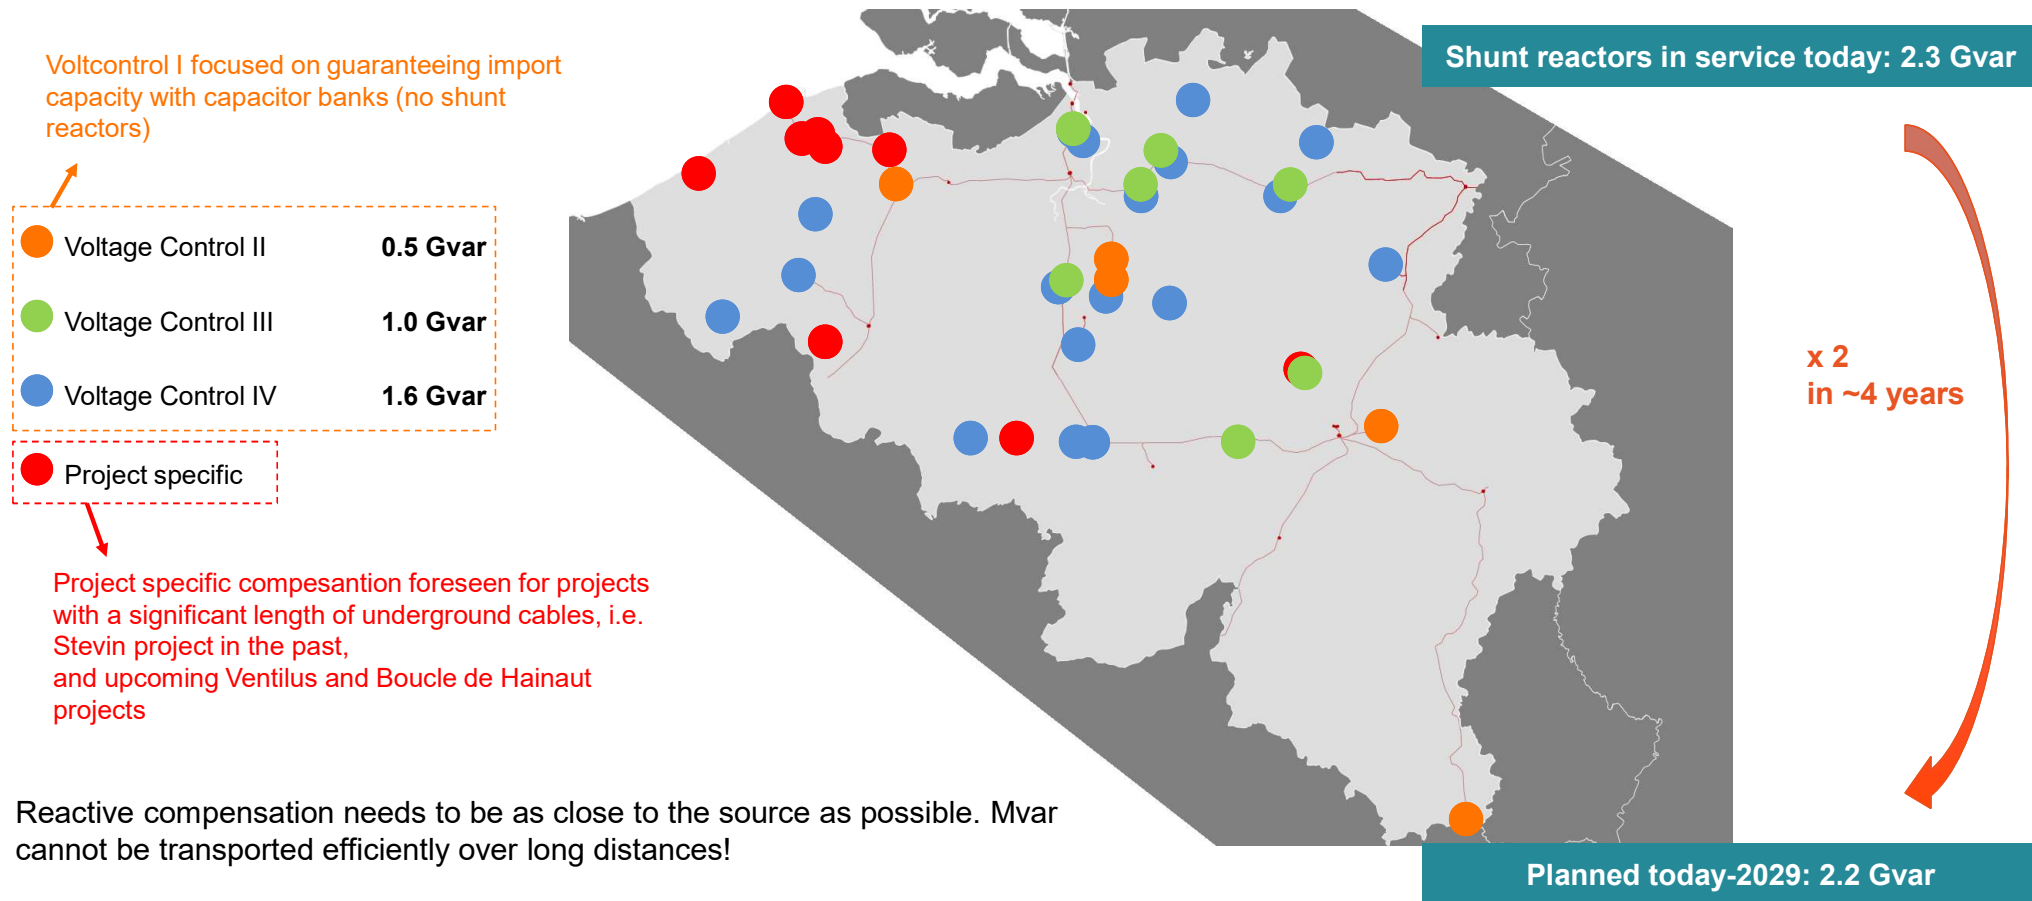 Voltcontrol I focused on guaranteeing import
capacity with capacitor banks (no shunt
reactors)
Voltage Control II 0.5 Gvar
Voltage Control III 1.0 Gvar
Voltage Control IV 1.6 Gvar
Project specific
Project specific compesantion foreseen for projects
with a significant length of underground cables, i.e.
Stevin project in the past,
and upcoming Ventilus and Boucle de Hainaut
projects
Reactive compensation needs to be as close to the source as possible. Mvar
cannot be transported efficiently over long distances!
Shunt reactors in service today: 2.3 Gvar
x 2
in ~4 years
Planned today-2029: 2.2 Gvar